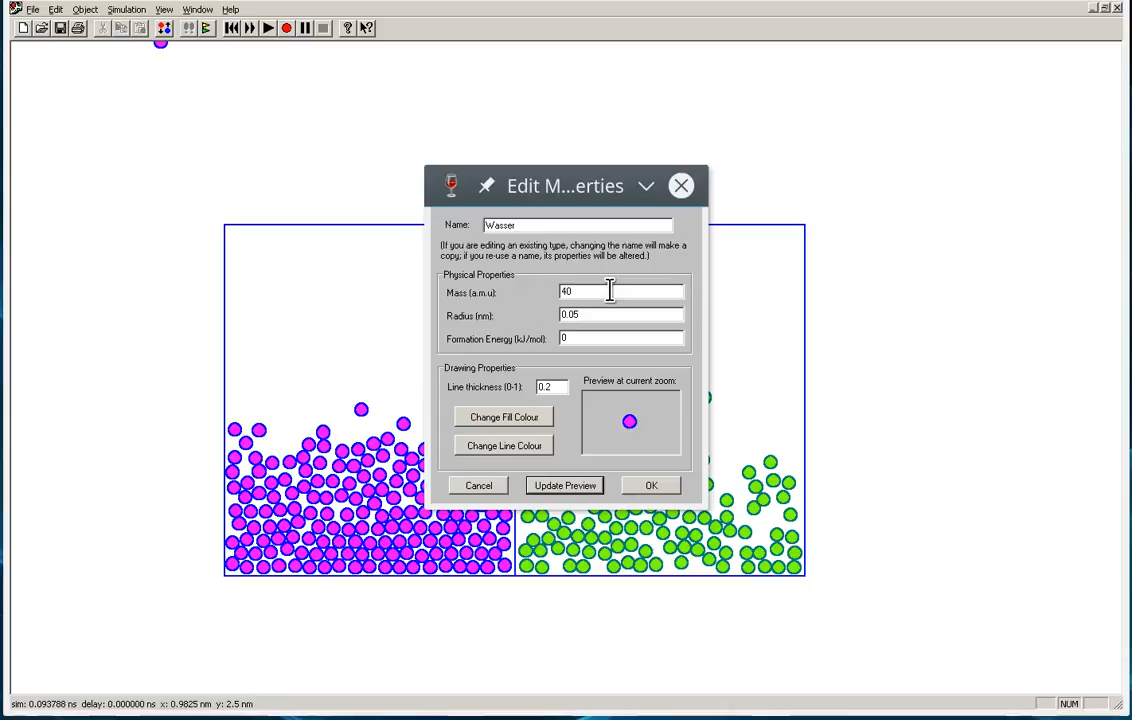 File Edit Object Simulation View Window Help
Edit M...erties
Name: Wasser
(If you are editing an existing type, changing the name will make a
copy; if you re-use a name, its properties will be altered.)
Physical Properties
Mass (a.m.u): 40
Radius (nm): 0.05
Formation Energy (kJ/mol): 0
Drawing Properties
Line thickness (0-1): 0.2
Preview at current zoom:
Change Fill Colour
Change Line Colour
Cancel Update Preview OK
sim: 0.093788 ns delay: 0.000000 ns x: 0.9825 nm y: 2.5 nm
NUM